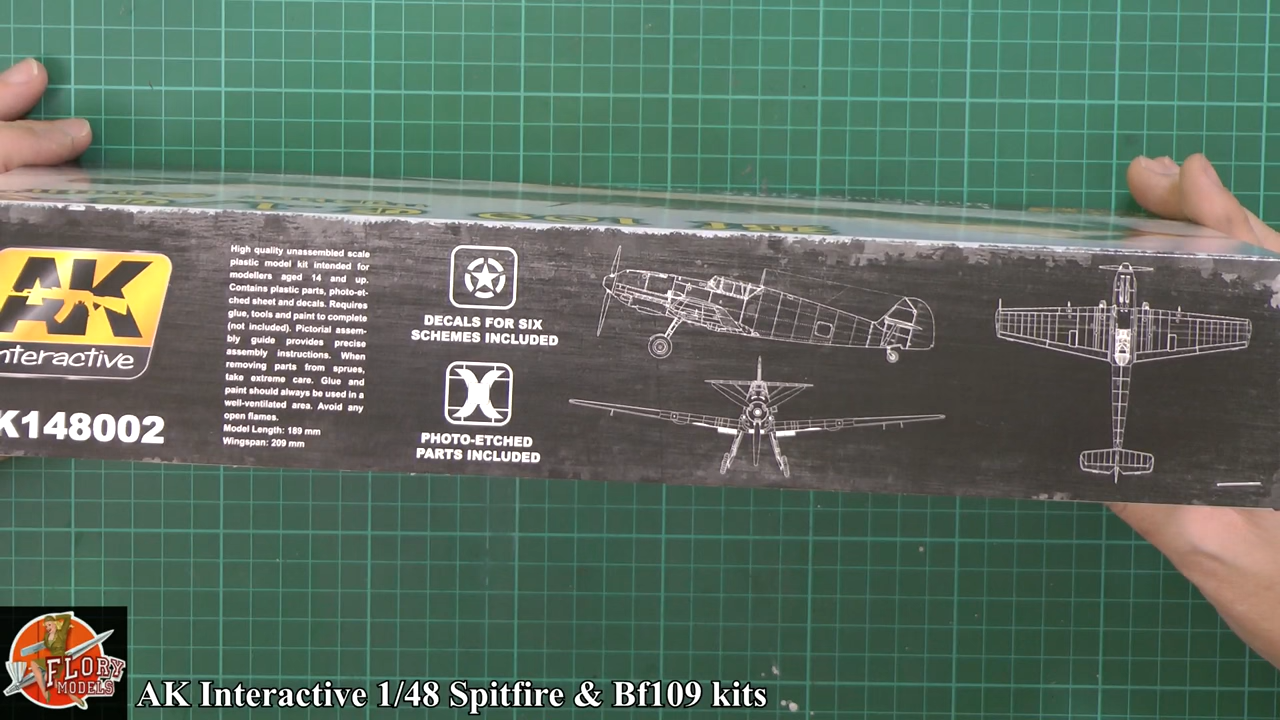 AK
nteractive
K148002
High quality unassembled scale
plastic model kit intended for
modellers aged 14 and up.
Contains plastic parts, photo-et-
ched sheet and decals. Requires
glue, tools and paint to complete
(not included). Pictorial assem-
bly guide provides precise
assembly instructions. When
removing parts from sprues,
take extreme care. Glue and
paint should always be used in a
well-ventilated area. Avoid any
open flames.
Model Length: 189 mm
Wingspan: 209 mm
DECALS FOR SIX
SCHEMES INCLUDED
PHOTO-ETCHED
PARTS INCLUDED
FLORY
MODELS
AK Interactive 1/48 Spitfire & Bf109 kits